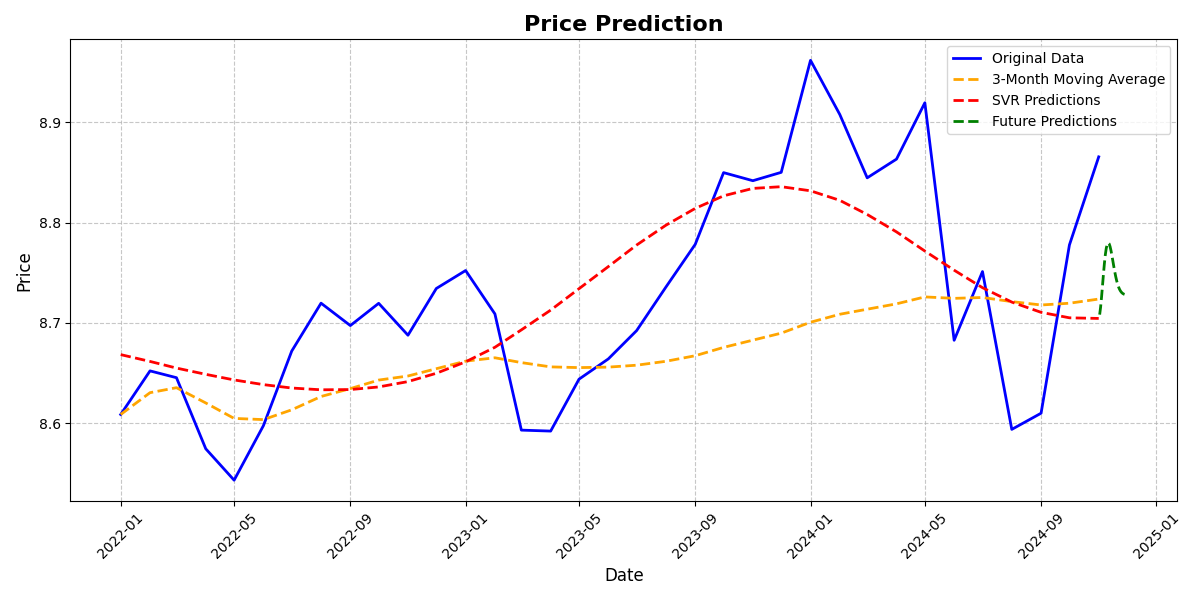 Price Prediction
Original Data
3-Month Moving Average
SVR Predictions
Future Predictions
Price
8.9
8.8
8.7
8.6
2022-01
2022-05
2022-09
2023-01
2023-05
2023-09
2024-01
2024-05
2024-09
2025-01
Date